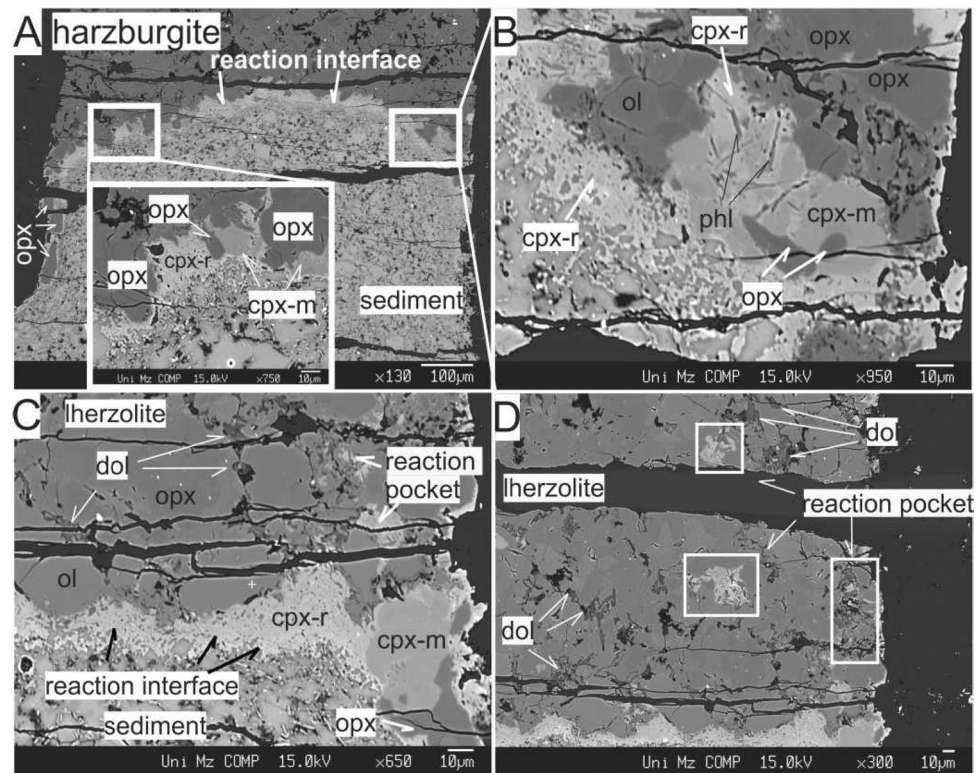 A
harzburgite
reaction interface
opx
sediment
opx
opx
opx
cpx-r
cpx-m
Uni Mz COMP 15.0kV ×750 10µm
×130 100µm
B
cpx-r
opx
opx
ol
phl
cpx-m
cpx-r
opx
Uni Mz COMP 15.0kV ×950 10µm
C
lherzolite
dol
opx
reaction
pocket
ol
cpx-r
cpx-m
reaction interface
sediment
opx
Uni Mz COMP 15.0kV ×650 10µm
D
dol
lherzolite
reaction pocket
dol
Uni Mz COMP 15.0kV ×300 10µm